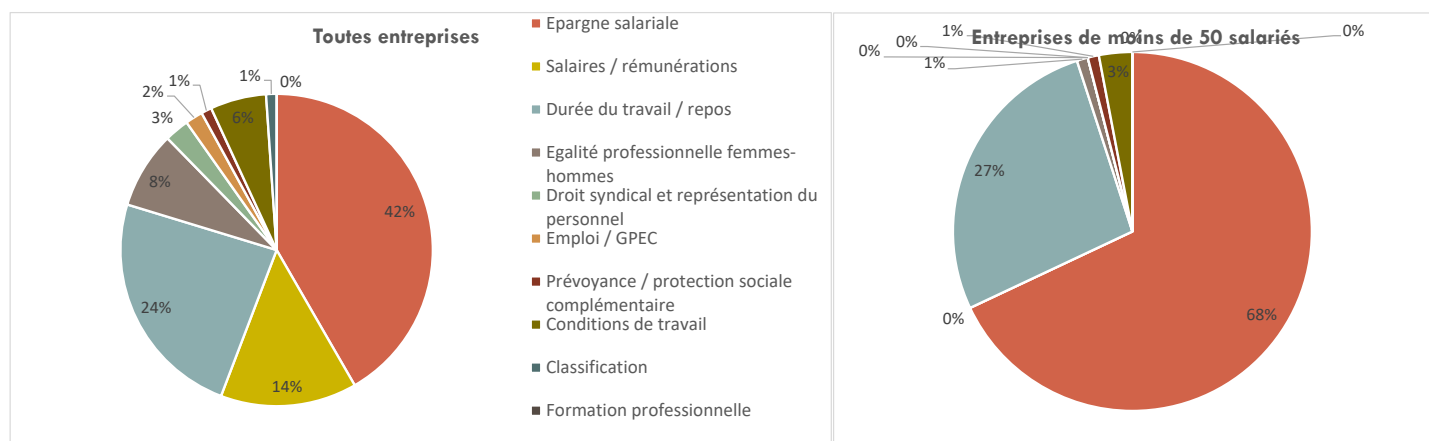 Toutes entreprises
0%
1%
1%
2%
3%
6%
8%
42%
24%
14%
Epargne salariale
Salaires / rémunérations
Durée du travail / repos
Egalité professionnelle femmes-
hommes
Droit syndical et représentation du
personnel
Emploi / GPEC
Prévoyance / protection sociale
complémentaire
Conditions de travail
Classification
Formation professionnelle
Entreprises de moins de 50 salariés
0%
0%
1%
0%
0%
1%
3%
27%
0%
68%